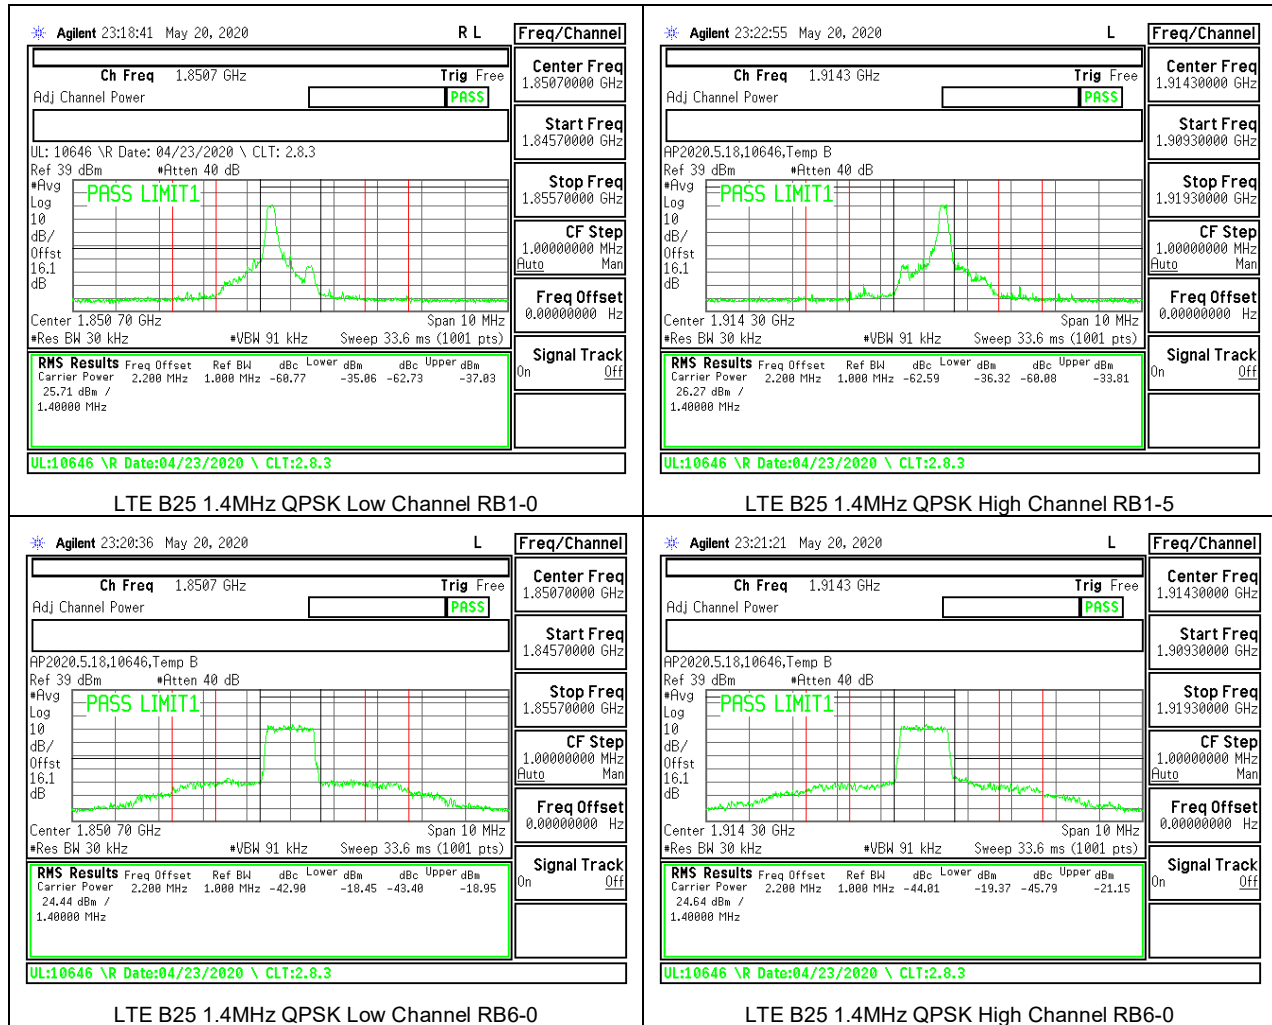 Agilent 23:18:41 May 20, 2020 R L
Freq/Channel
Ch Freq 1.8507 GHz Trig Free
Adj Channel Power PASS
UL: 10646 \R Date: 04/23/2020 \ CLT: 2.8.3
Ref 39 dBm #Atten 40 dB
#Avg
Log
10
dB/
Offst
16.1
dB
PASS LIMIT1
Center 1.850 70 GHz Span 10 MHz
#Res BW 30 kHz #VBW 91 kHz Sweep 33.6 ms (1001 pts)
RMS Results Freq Offset Ref BW dBc Lower dBm dBc Upper dBm
Carrier Power 2.200 MHz 1.000 MHz -60.77 -35.06 -62.73 -37.03
25.71 dBm /
1.40000 MHz
UL:10646 \R Date:04/23/2020 \ CLT:2.8.3
Center Freq
1.85070000 GHz
Start Freq
1.84570000 GHz
Stop Freq
1.85570000 GHz
CF Step
1.00000000 MHz
Auto Man
Freq Offset
0.00000000 Hz
Signal Track
On Off
LTE B25 1.4MHz QPSK Low Channel RB1-0
Agilent 23:22:55 May 20, 2020 L
Freq/Channel
Ch Freq 1.9143 GHz Trig Free
Adj Channel Power PASS
AP2020.5.18,10646,Temp B
Ref 39 dBm #Atten 40 dB
#Avg
Log
10
dB/
Offst
16.1
dB
PASS LIMIT1
Center 1.914 30 GHz Span 10 MHz
#Res BW 30 kHz #VBW 91 kHz Sweep 33.6 ms (1001 pts)
RMS Results Freq Offset Ref BW dBc Lower dBm dBc Upper dBm
Carrier Power 2.200 MHz 1.000 MHz -62.59 -36.32 -60.08 -33.81
26.27 dBm /
1.40000 MHz
UL:10646 \R Date:04/23/2020 \ CLT:2.8.3
Center Freq
1.91430000 GHz
Start Freq
1.90930000 GHz
Stop Freq
1.91930000 GHz
CF Step
1.00000000 MHz
Auto Man
Freq Offset
0.00000000 Hz
Signal Track
On Off
LTE B25 1.4MHz QPSK High Channel RB1-5
Agilent 23:20:36 May 20, 2020 L
Freq/Channel
Ch Freq 1.8507 GHz Trig Free
Adj Channel Power PASS
AP2020.5.18,10646,Temp B
Ref 39 dBm #Atten 40 dB
#Avg
Log
10
dB/
Offst
16.1
dB
PASS LIMIT1
Center 1.850 70 GHz Span 10 MHz
#Res BW 30 kHz #VBW 91 kHz Sweep 33.6 ms (1001 pts)
RMS Results Freq Offset Ref BW dBc Lower dBm dBc Upper dBm
Carrier Power 2.200 MHz 1.000 MHz -42.90 -18.45 -43.40 -18.95
24.44 dBm /
1.40000 MHz
UL:10646 \R Date:04/23/2020 \ CLT:2.8.3
Center Freq
1.85070000 GHz
Start Freq
1.84570000 GHz
Stop Freq
1.85570000 GHz
CF Step
1.00000000 MHz
Auto Man
Freq Offset
0.00000000 Hz
Signal Track
On Off
LTE B25 1.4MHz QPSK Low Channel RB6-0
Agilent 23:21:21 May 20, 2020 L
Freq/Channel
Ch Freq 1.9143 GHz Trig Free
Adj Channel Power PASS
AP2020.5.18,10646,Temp B
Ref 39 dBm #Atten 40 dB
#Avg
Log
10
dB/
Offst
16.1
dB
PASS LIMIT1
Center 1.914 30 GHz Span 10 MHz
#Res BW 30 kHz #VBW 91 kHz Sweep 33.6 ms (1001 pts)
RMS Results Freq Offset Ref BW dBc Lower dBm dBc Upper dBm
Carrier Power 2.200 MHz 1.000 MHz -44.01 -19.37 -45.79 -21.15
24.64 dBm /
1.40000 MHz
UL:10646 \R Date:04/23/2020 \ CLT:2.8.3
Center Freq
1.91430000 GHz
Start Freq
1.90930000 GHz
Stop Freq
1.91930000 GHz
CF Step
1.00000000 MHz
Auto Man
Freq Offset
0.00000000 Hz
Signal Track
On Off
LTE B25 1.4MHz QPSK High Channel RB6-0